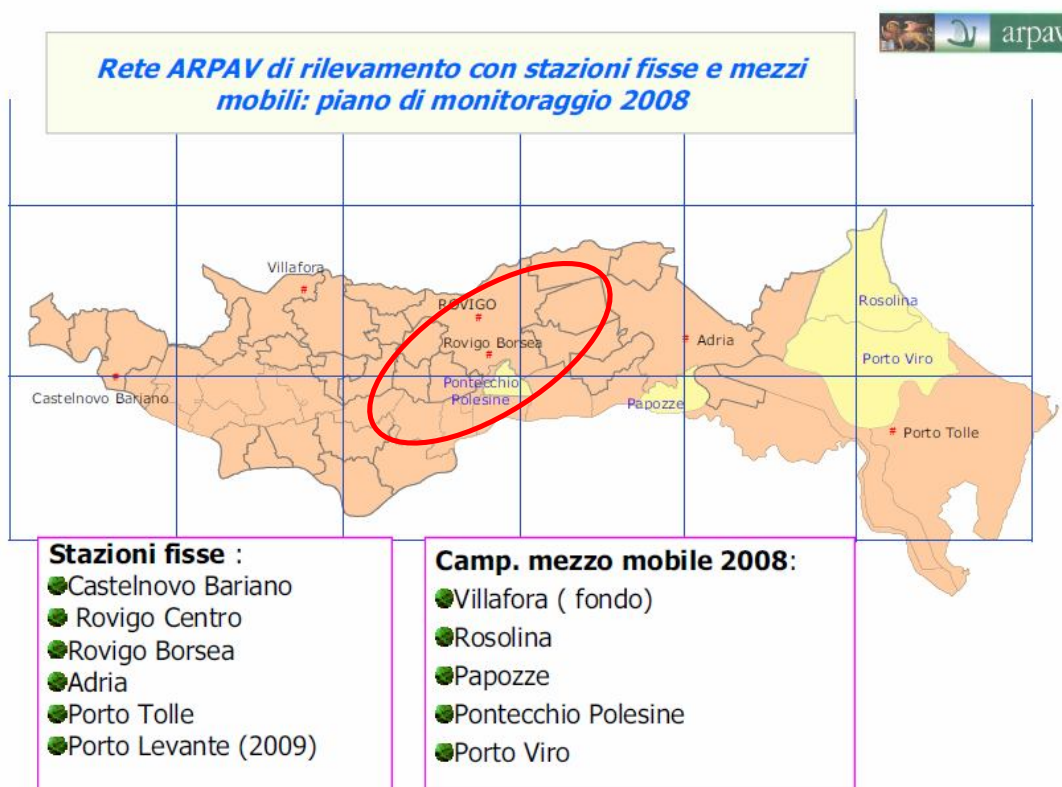 arpav
Rete ARPAV di rilevamento con stazioni fisse e mezzi
mobili: piano di monitoraggio 2008
Villafora
#
ROVIGO
#
Rovigo Borsea
#
Pontecchio
Polesine
#
Castelnovo Bariano
#
Adria
Papozze
Rosolina
Porto Viro
#
Porto Tolle
Stazioni fisse :
Castelnovo Bariano
Rovigo Centro
Rovigo Borsea
Adria
Porto Tolle
Porto Levante (2009)
Camp. mezzo mobile 2008:
Villafora ( fondo)
Rosolina
Papozze
Pontecchio Polesine
Porto Viro